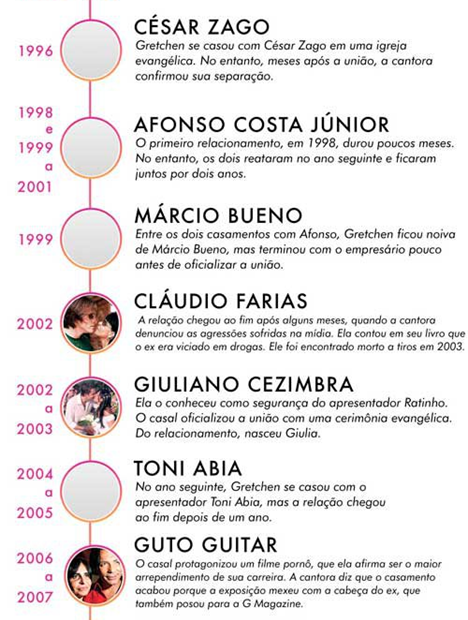 1996
CÉSAR ZAGO
Gretchen se casou com César Zago em uma igreja
evangélica. No entanto, meses após a união, a cantora
confirmou sua separação.
1998
e
1999
a
2001
AFONSO COSTA JÚNIOR
O primeiro relacionamento, em 1998, durou poucos meses.
No entanto, os dois reataram no ano seguinte e ficaram
juntos por dois anos.
1999
MÁRCIO BUENO
Entre os dois casamentos com Afonso, Gretchen ficou noiva
de Márcio Bueno, mas terminou com o empresário pouco
antes de oficializar a união.
2002
CLÁUDIO FARIAS
A relação chegou ao fim após alguns meses, quando a cantora
denunciou as agressões sofridas na mídia. Ela contou em seu livro que
o ex era viciado em drogas. Ele foi encontrado morto a tiros em 2003.
2002
a
2003
GIULIANO CEZIMBRA
Ela o conheceu como segurança do apresentador Ratinho.
O casal oficializou a união com uma cerimônia evangélica.
Do relacionamento, nasceu Giulia.
2004
a
2005
TONI ABIA
No ano seguinte, Gretchen se casou com o
apresentador Toni Abia, mas a relação chegou
ao fim depois de um ano.
2006
a
2007
GUTO GUITAR
O casal protagonizou um filme pornô, que ela afirma ser o maior
arrependimento de sua carreira. A cantora diz que o casamento
acabou porque a exposição mexeu com a cabeça do ex, que
também posou para a G Magazine.